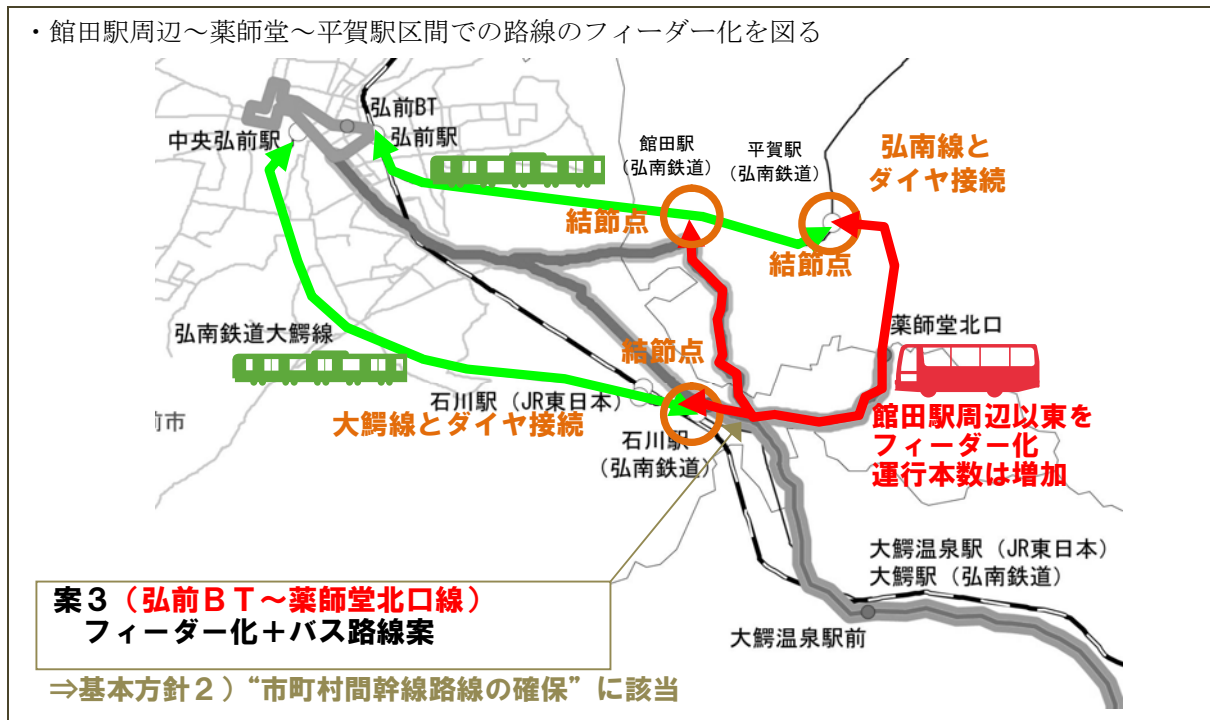 ・館田駅周辺～薬師堂～平賀駅区間での路線のフィーダー化を図る
弘前BT
中央弘前駅
弘前駅
館田駅
（弘南鉄道）
平賀駅
（弘南鉄道）
弘南線と
ダイヤ接続
結節点
結節点
弘南鉄道大鰐線
結節点
薬師堂北口
石川駅（JR東日本）
大鰐線とダイヤ接続
石川駅
（弘南鉄道）
館田駅周辺以東を
フィーダー化
運行本数は増加
前市
大鰐温泉駅（JR東日本）
大鰐駅（弘南鉄道）
大鰐温泉駅前
案３（弘前ＢＴ～薬師堂北口線）
フィーダー化＋バス路線案
⇒基本方針２）“市町村間幹線路線の確保”に該当